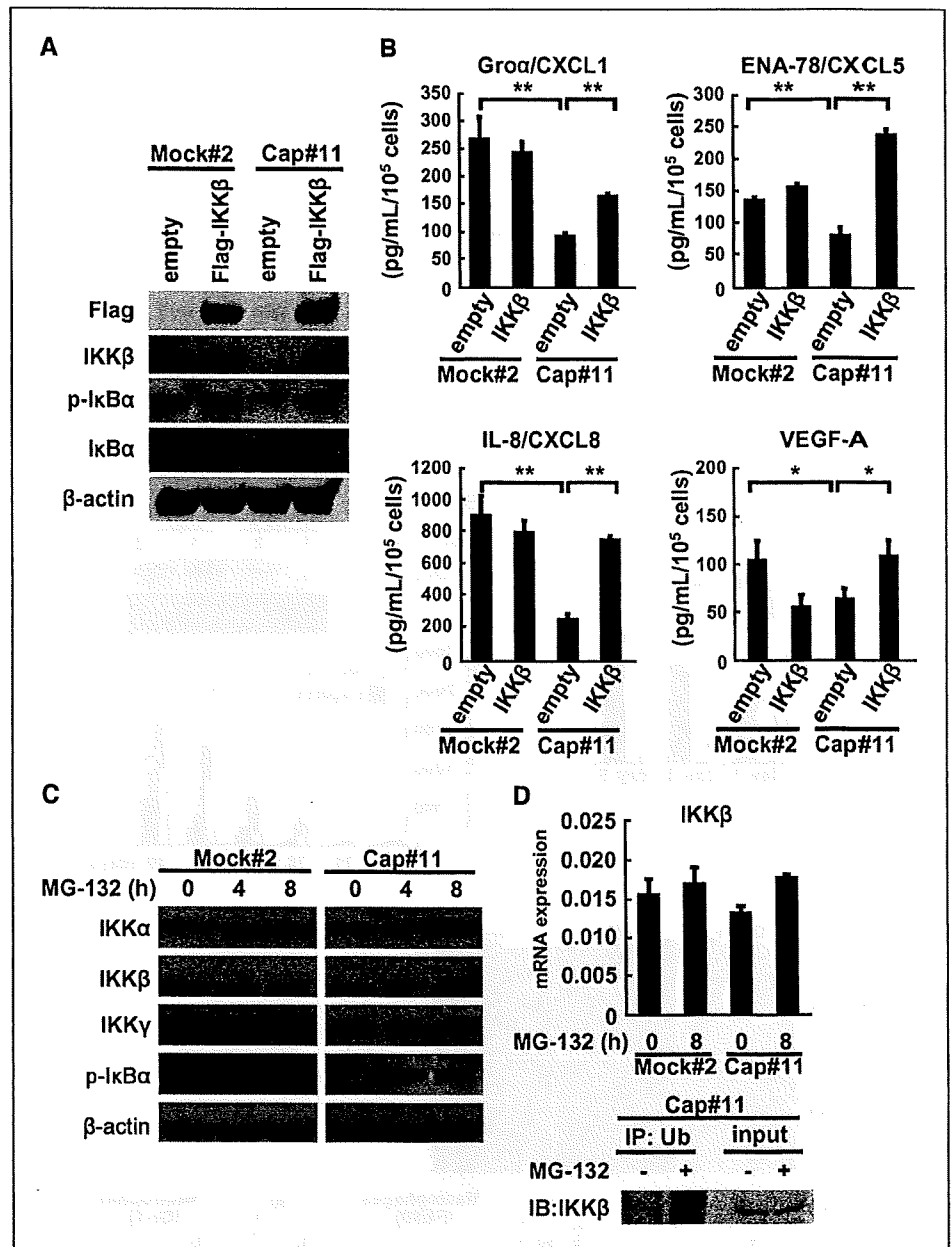 A
Mock#2 Cap#11
empty Flag-IKKβ empty Flag-IKKβ
Flag
IKKβ
p-IκBα
IκBα
β-actin
B
Groα/CXCL1
** **
(pg/mL/10⁵ cells)
350
300
250
200
150
100
50
0
empty IKKβ empty IKKβ
Mock#2 Cap#11
ENA-78/CXCL5
** **
(pg/mL/10⁵ cells)
300
250
200
150
100
50
0
empty IKKβ empty IKKβ
Mock#2 Cap#11
IL-8/CXCL8
** **
(pg/mL/10⁵ cells)
1200
1000
800
600
400
200
0
empty IKKβ empty IKKβ
Mock#2 Cap#11
VEGF-A
* *
(pg/mL/10⁵ cells)
200
150
100
50
0
empty IKKβ empty IKKβ
Mock#2 Cap#11
C
Mock#2 Cap#11
MG-132 (h) 0 4 8 0 4 8
IKKα
IKKβ
IKKγ
p-IκBα
β-actin
D
IKKβ
mRNA expression
0.025
0.020
0.015
0.010
0.005
0
MG-132 (h) 0 8 0 8
Mock#2 Cap#11
Cap#11
IP: Ub input
MG-132 - + - +
IB:IKKβ